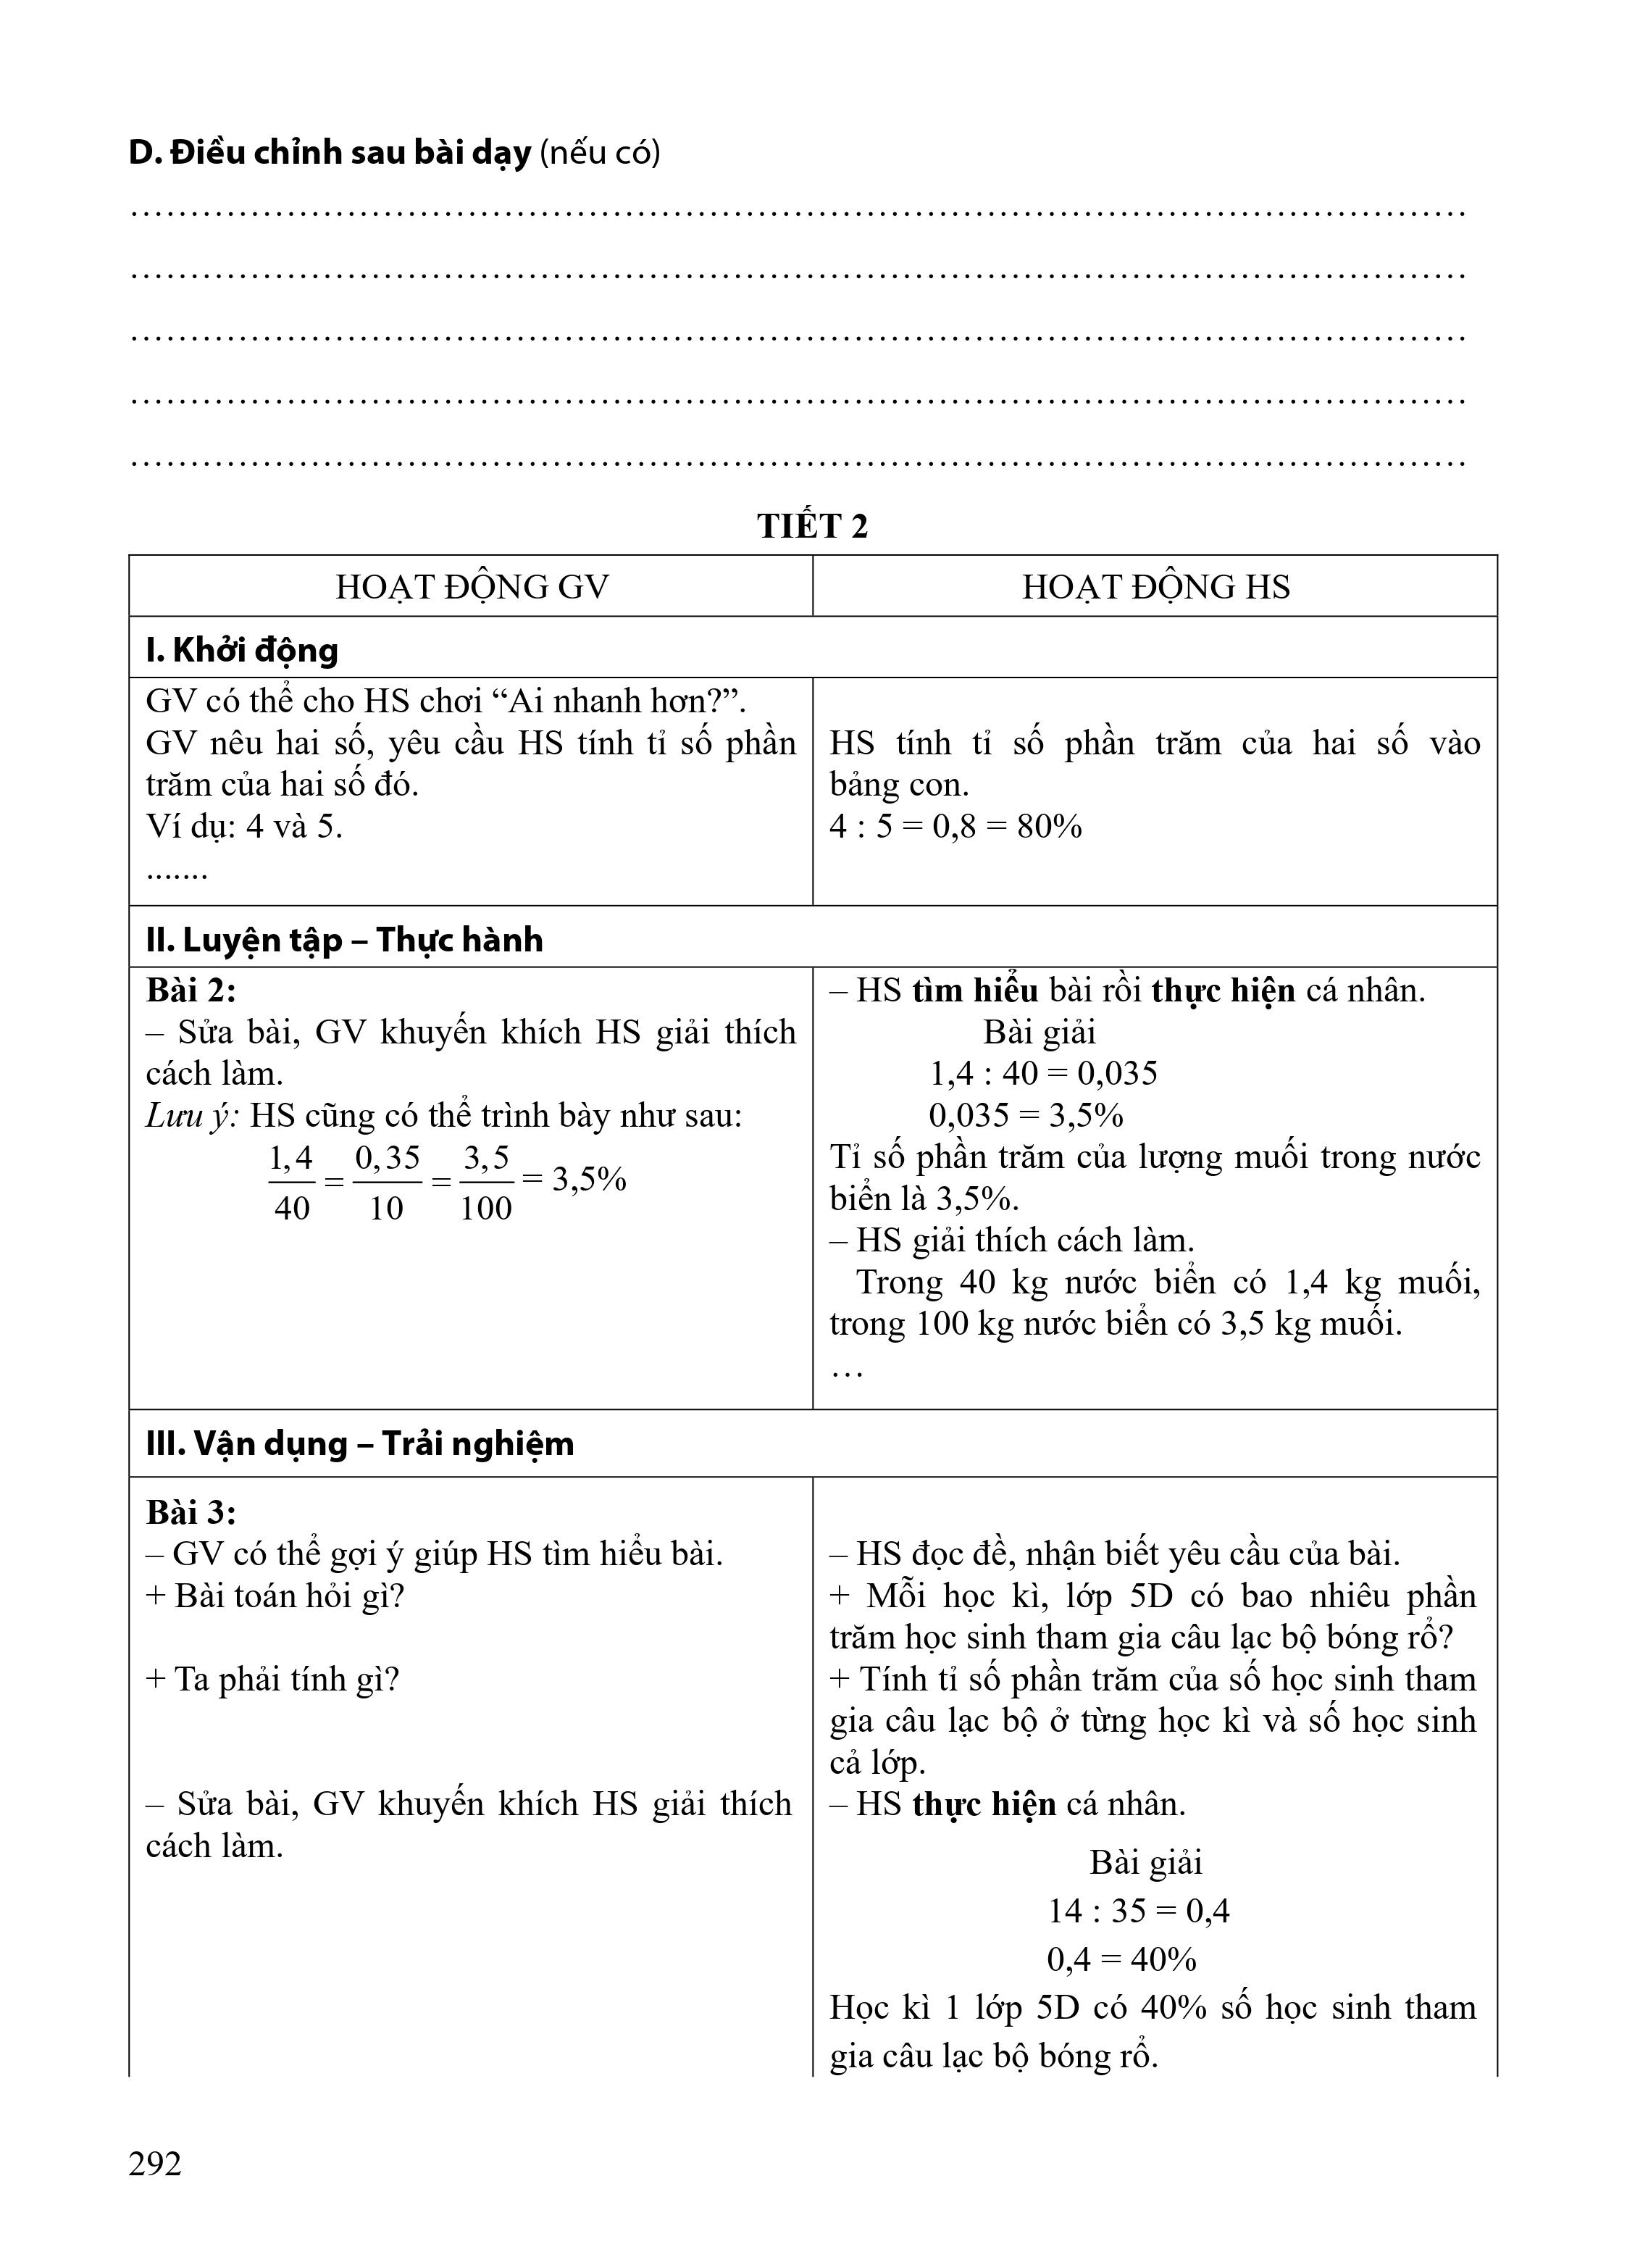 D. Điều chỉnh sau bài dạy (nếu có)
……………………………………………………………………………………………
……………………………………………………………………………………………
……………………………………………………………………………………………
……………………………………………………………………………………………
……………………………………………………………………………………………
TIẾT 2
HOẠT ĐỘNG GV
HOẠT ĐỘNG HS
I. Khởi động
GV có thể cho HS chơi “Ai nhanh hơn?”.
GV nêu hai số, yêu cầu HS tính tỉ số phần
trăm của hai số đó.
Ví dụ: 4 và 5.
.......
HS tính tỉ số phần trăm của hai số vào
bảng con.
4 : 5 = 0,8 = 80%
II. Luyện tập – Thực hành
Bài 2:
– Sửa bài, GV khuyến khích HS giải thích
cách làm.
Lưu ý: HS cũng có thể trình bày như sau:
1,4/40 = 0,35/10 = 3,5/100 = 3,5%
– HS tìm hiểu bài rồi thực hiện cá nhân.
Bài giải
1,4 : 40 = 0,035
0,035 = 3,5%
Tỉ số phần trăm của lượng muối trong nước
biển là 3,5%.
– HS giải thích cách làm.
Trong 40 kg nước biển có 1,4 kg muối,
trong 100 kg nước biển có 3,5 kg muối.
…
III. Vận dụng – Trải nghiệm
Bài 3:
– GV có thể gợi ý giúp HS tìm hiểu bài.
+ Bài toán hỏi gì?
+ Ta phải tính gì?
– Sửa bài, GV khuyến khích HS giải thích
cách làm.
– HS đọc đề, nhận biết yêu cầu của bài.
+ Mỗi học kì, lớp 5D có bao nhiêu phần
trăm học sinh tham gia câu lạc bộ bóng rổ?
+ Tính tỉ số phần trăm của số học sinh tham
gia câu lạc bộ ở từng học kì và số học sinh
cả lớp.
– HS thực hiện cá nhân.
Bài giải
14 : 35 = 0,4
0,4 = 40%
Học kì 1 lớp 5D có 40% số học sinh tham
gia câu lạc bộ bóng rổ.
292